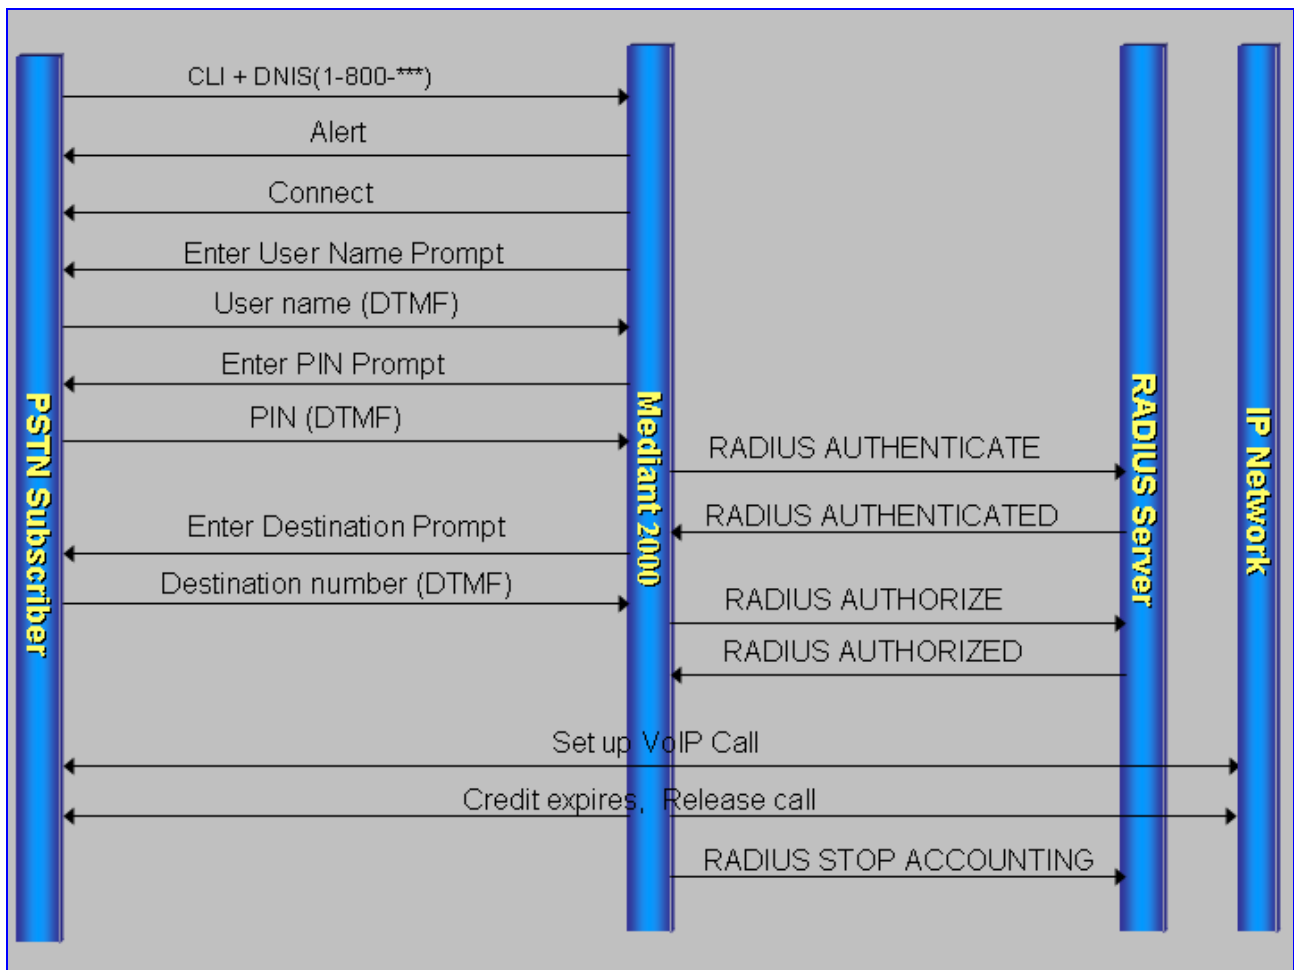 CLI + DNIS(1-800-***)
Alert
Connect
Enter User Name Prompt
User name (DTMF)
Enter PIN Prompt
PIN (DTMF)
RADIUS AUTHENTICATE
RADIUS AUTHENTICATED
Enter Destination Prompt
Destination number (DTMF)
RADIUS AUTHORIZE
RADIUS AUTHORIZED
Set up VoIP Call
Credit expires, Release call
RADIUS STOP ACCOUNTING
PSTN Subscriber
Mediant 2000
RADIUS Server
IP Network